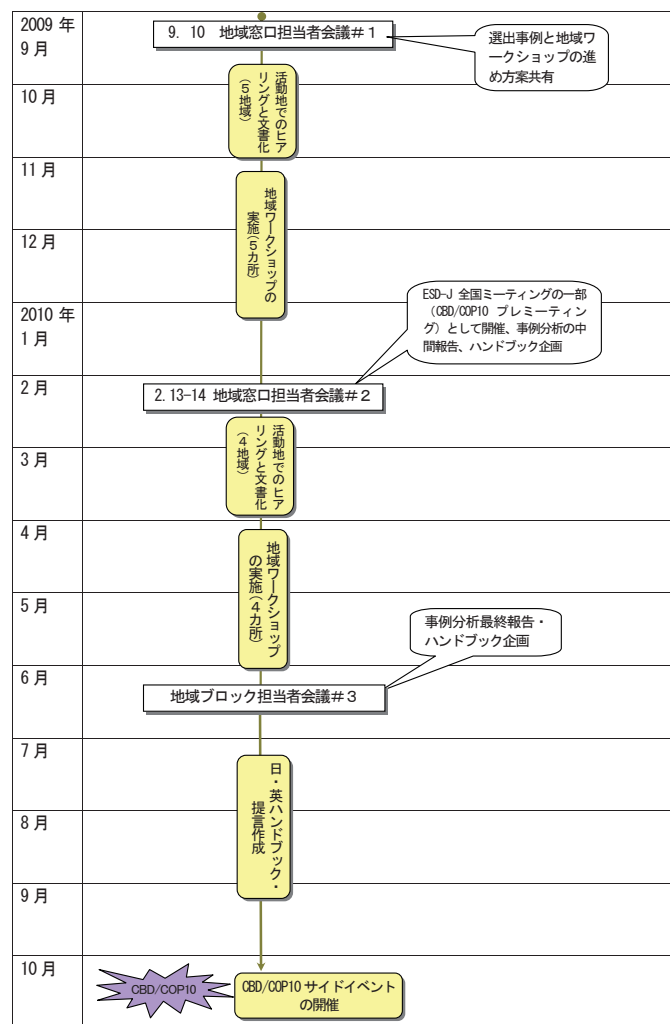 2009 年
9 月
9. 10 地域窓口担当者会議＃１
選出事例と地域ワ
ークショップの進
め方案共有
活動地でのヒア
リングと文書化
（５地域）
10 月
11 月
地域ワークショップの
実施（５カ所）
12 月
2010 年
1 月
ESD-J 全国ミーティングの一部
（CBD/COP10 プレミーティン
グ）として開催、事例分析の中
間報告、ハンドブック企画
2 月
2.13-14 地域窓口担当者会議＃２
活動地でのヒア
リングと文書化
（４地域）
3 月
4 月
地域ワークショップ
の実施（４カ所）
5 月
事例分析最終報告・
ハンドブック企画
6 月
地域ブロック担当者会議＃３
7 月
日・英ハンドブック・
提言作成
8 月
9 月
10 月
CBD/COP10
CBD/COP10 サイドイベント
の開催